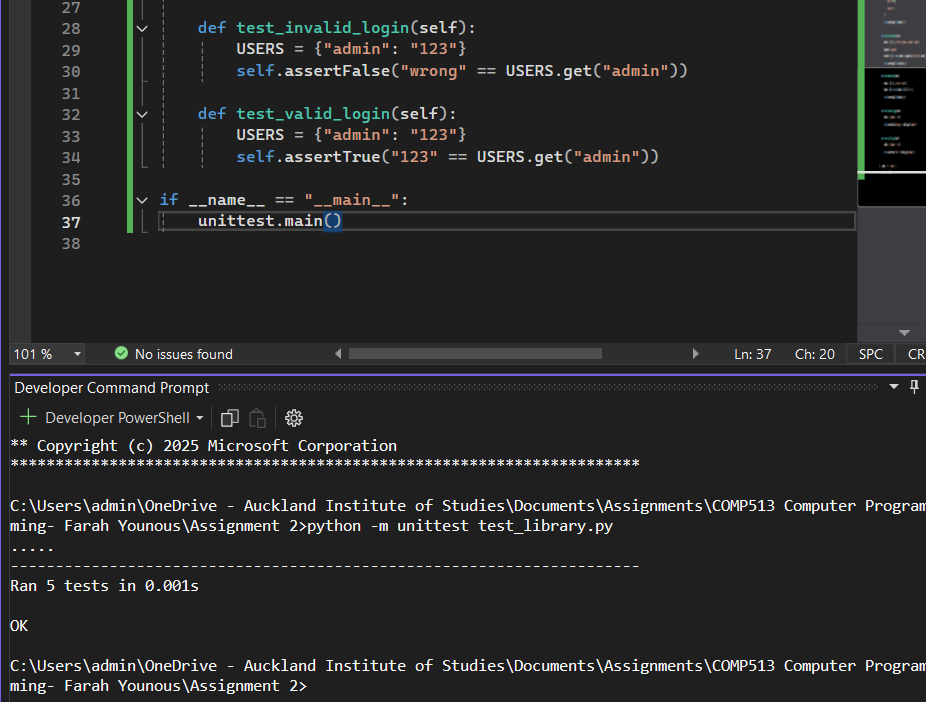 27
28 def test_invalid_login(self):
29 USERS = {"admin": "123"}
30 self.assertFalse("wrong" == USERS.get("admin"))
31
32 def test_valid_login(self):
33 USERS = {"admin": "123"}
34 self.assertTrue("123" == USERS.get("admin"))
35
36 if __name__ == "__main__":
37 unittest.main()
38
101 % No issues found Ln: 37 Ch: 20 SPC CR
Developer Command Prompt
Developer PowerShell
** Copyright (c) 2025 Microsoft Corporation
**********************************************************************
C:\Users\admin\OneDrive - Auckland Institute of Studies\Documents\Assignments\COMP513 Computer Program
ming- Farah Younous\Assignment 2>python -m unittest test_library.py
.....
----------------------------------------------------------------------
Ran 5 tests in 0.001s
OK
C:\Users\admin\OneDrive - Auckland Institute of Studies\Documents\Assignments\COMP513 Computer Program
ming- Farah Younous\Assignment 2>